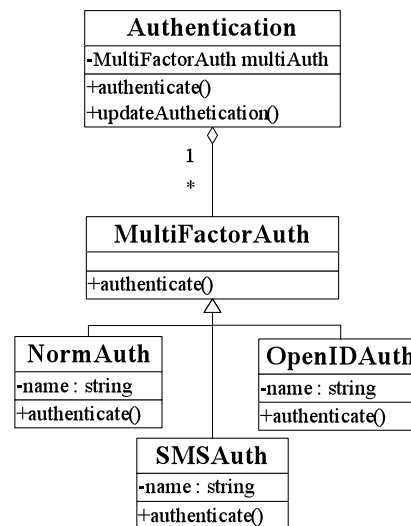 Authentication
-MultiFactorAuth multiAuth
+authenticate()
+updateAuthetication()
1
*
MultiFactorAuth
+authenticate()
NormAuth
-name : string
+authenticate()
OpenIDAuth
-name : string
+authenticate()
SMSAuth
-name : string
+authenticate()